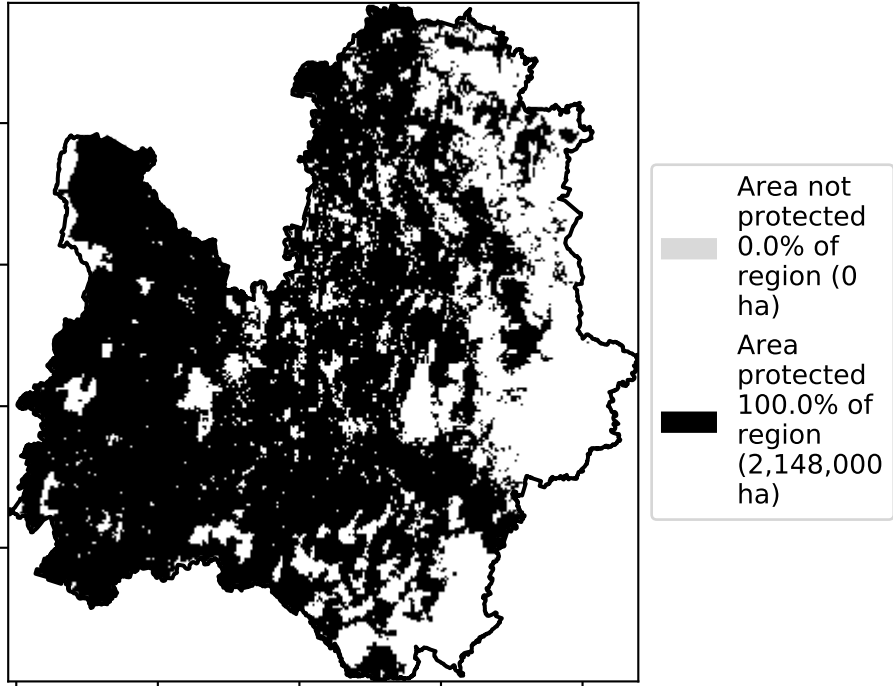 Area not
protected
0.0% of
region (0
ha)
Area
protected
100.0% of
region
(2,148,000
ha)